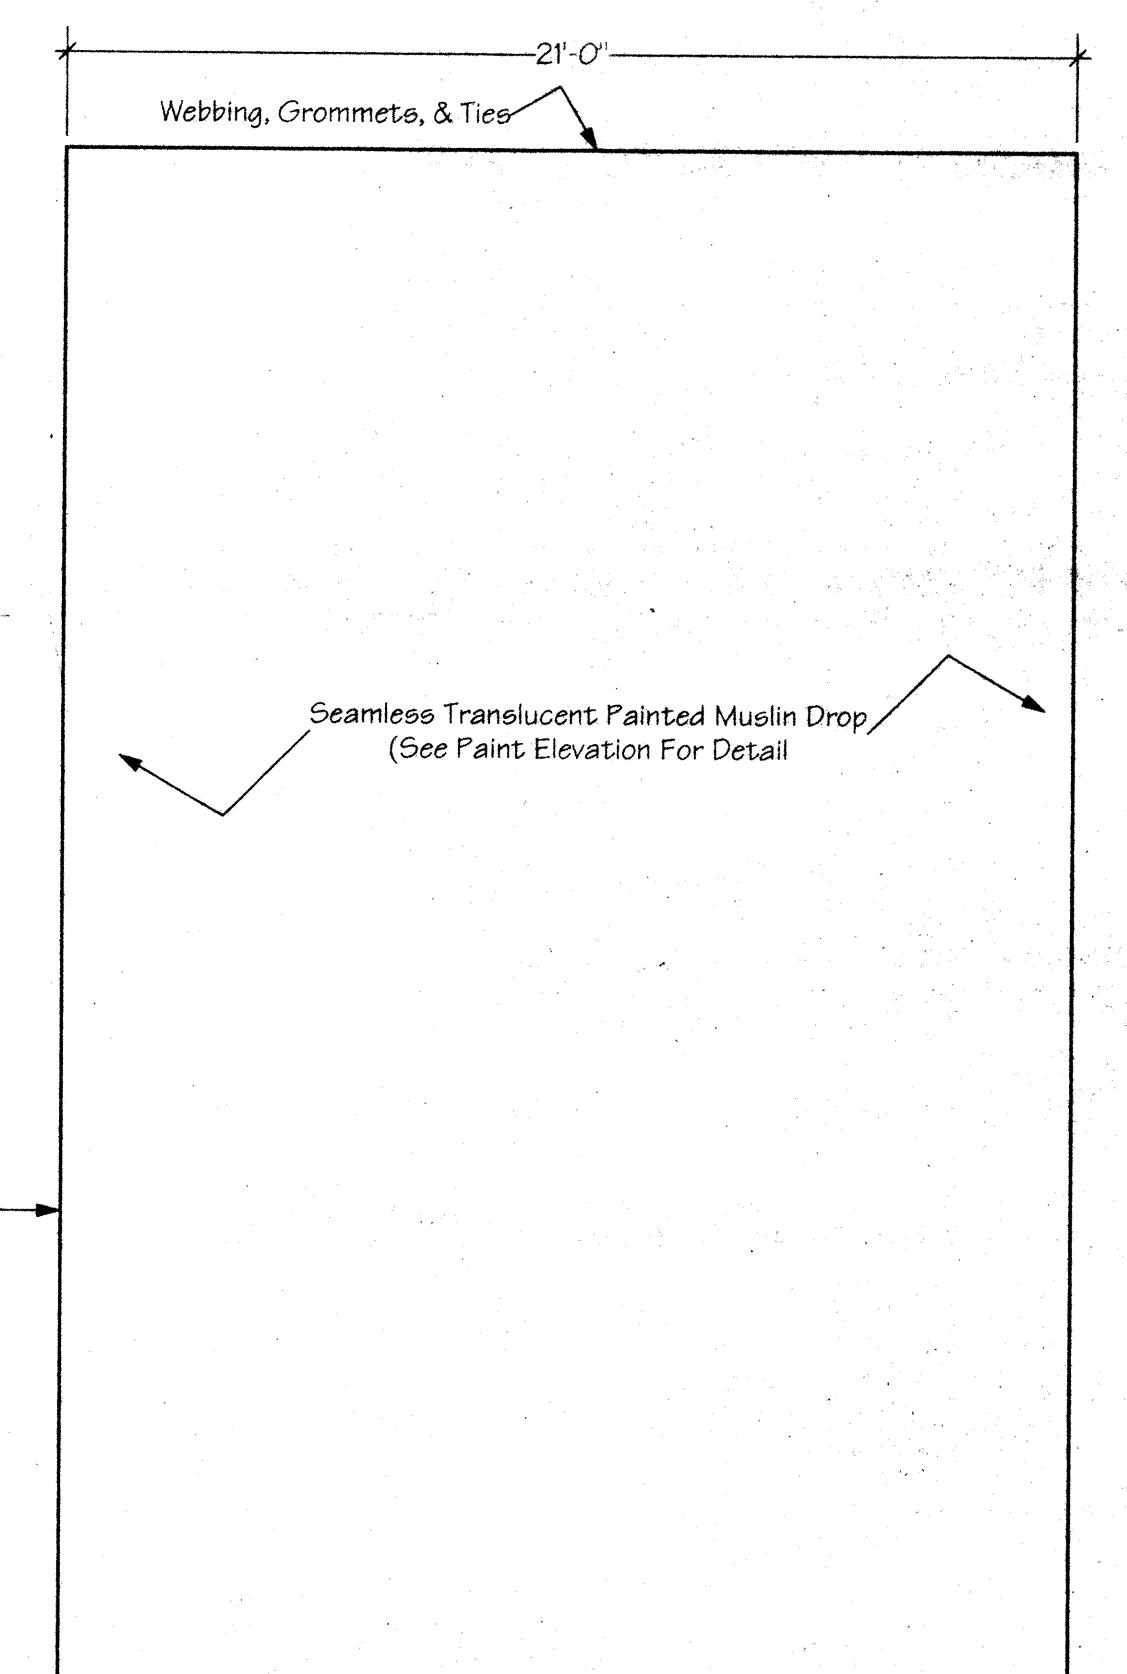 21'-0"
Webbing, Grommets, & Ties
Seamless Translucent Painted Muslin Drop
(See Paint Elevation For Detail